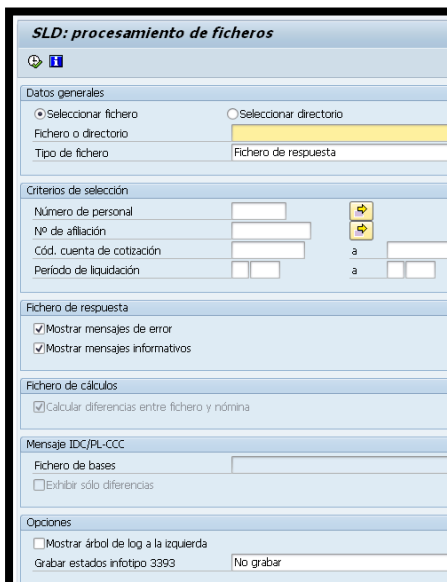 SLD: procesamiento de ficheros
Datos generales
Seleccionar fichero Seleccionar directorio
Fichero o directorio
Tipo de fichero Fichero de respuesta
Criterios de selección
Número de personal
Nº de afiliación
Cód. cuenta de cotización a
Período de liquidación a
Fichero de respuesta
Mostrar mensajes de error
Mostrar mensajes informativos
Fichero de cálculos
Calcular diferencias entre fichero y nómina
Mensaje IDC/PL-CCC
Fichero de bases
Exhibir sólo diferencias
Opciones
Mostrar árbol de log a la izquierda
Grabar estados infotipo 3393 No grabar